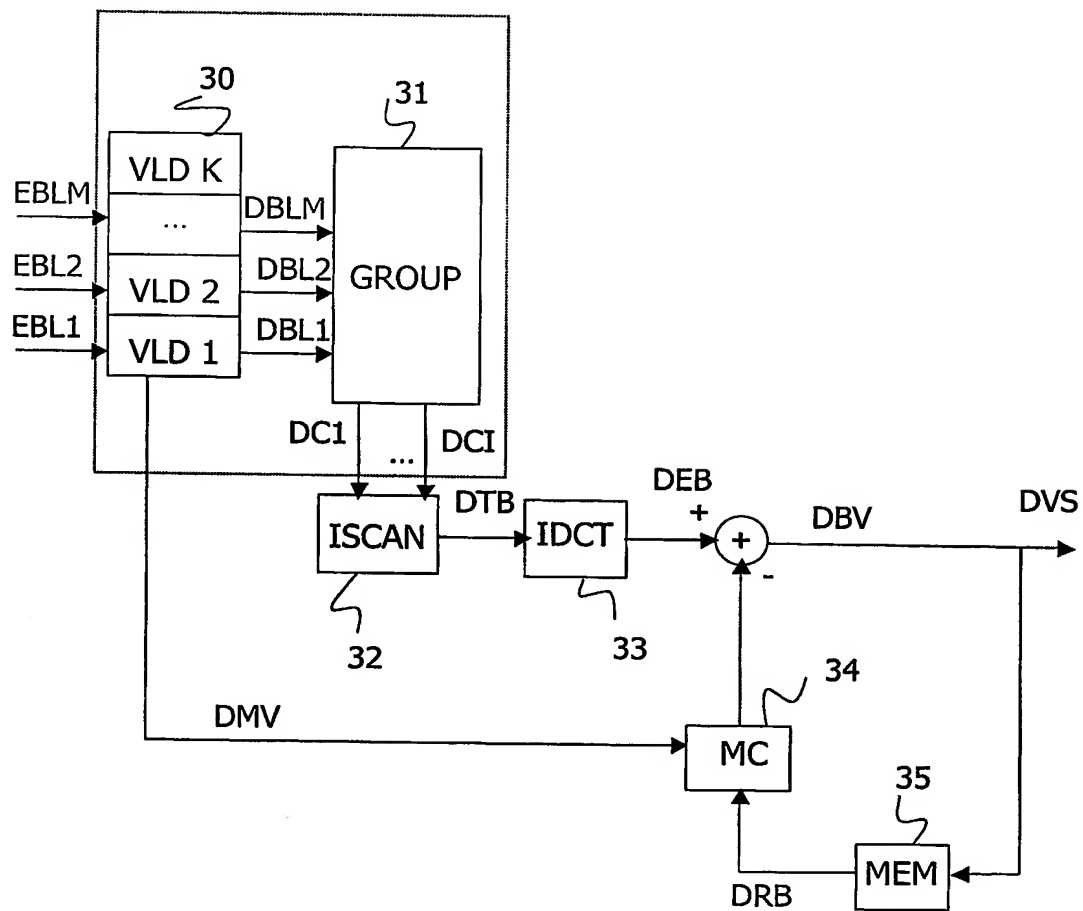 30
31
VLD K
EBLM
...
DBLM
EBL2
VLD 2
DBL2
GROUP
EBL1
VLD 1
DBL1
DC1
...
DCI
DTB
DEB
DBV
DVS
ISCAN
IDCT
+
+
-
32
33
34
DMV
MC
35
MEM
DRB